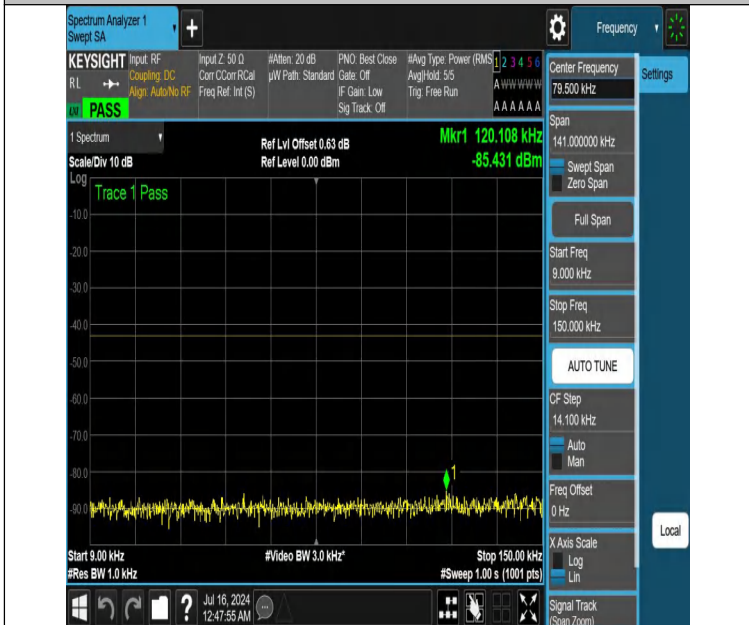 Spectrum Analyzer 1
Swept SA
+
Frequency
KEYSIGHT
RL
PASS
Input: RF
Coupling: DC
Align: Auto/No RF
Input Z: 50 Ω
Corr CCorr RCal
Freq Ref: Int (S)
#Atten: 20 dB
µW Path: Standard
PNO: Best Close
Gate: Off
IF Gain: Low
Sig Track: Off
#Avg Type: Power (RMS
Avg|Hold: 5/5
Trig: Free Run
1 2 3 4 5 6
A W W W W W
A A A A A A
1 Spectrum
Scale/Div 10 dB
Log
Ref Lvl Offset 0.63 dB
Ref Level 0.00 dBm
Mkr1 120.108 kHz
-85.431 dBm
Trace 1 Pass
-10.0
-20.0
-30.0
-40.0
-50.0
-60.0
-70.0
-80.0
-90.0
1
Start 9.00 kHz
#Res BW 1.0 kHz
#Video BW 3.0 kHz*
Stop 150.00 kHz
#Sweep 1.00 s (1001 pts)
Jul 16, 2024
12:47:55 AM
?
Center Frequency
79.500 kHz
Settings
Span
141.000000 kHz
Swept Span
Zero Span
Full Span
Start Freq
9.000 kHz
Stop Freq
150.000 kHz
AUTO TUNE
CF Step
14.100 kHz
Auto
Man
Freq Offset
0 Hz
X Axis Scale
Log
Lin
Local
Signal Track
(Span Zoom)